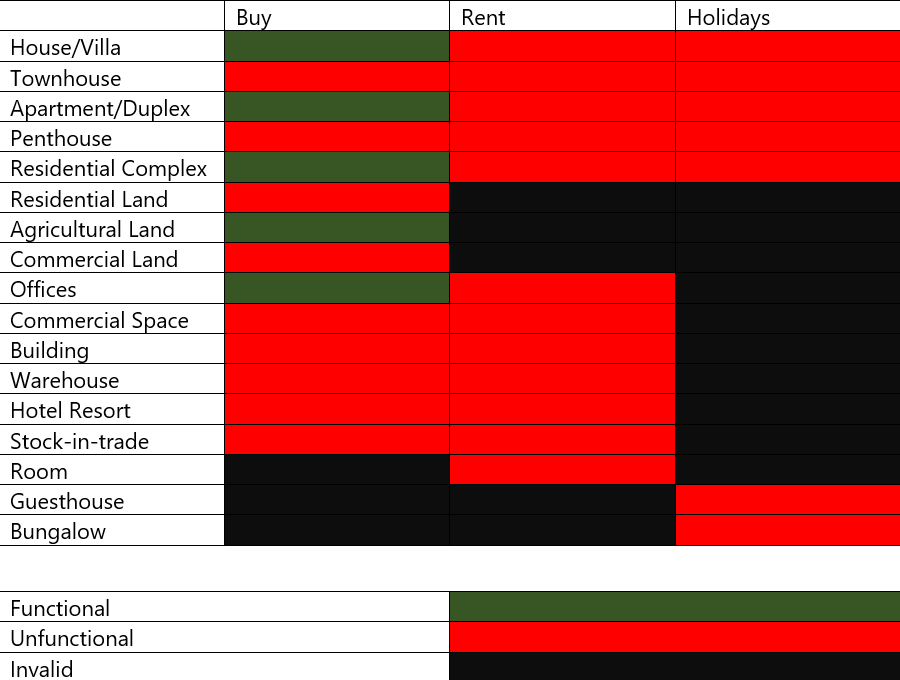 Buy Rent Holidays
House/Villa
Townhouse
Apartment/Duplex
Penthouse
Residential Complex
Residential Land
Agricultural Land
Commercial Land
Offices
Commercial Space
Building
Warehouse
Hotel Resort
Stock-in-trade
Room
Guesthouse
Bungalow
Functional
Unfunctional
Invalid